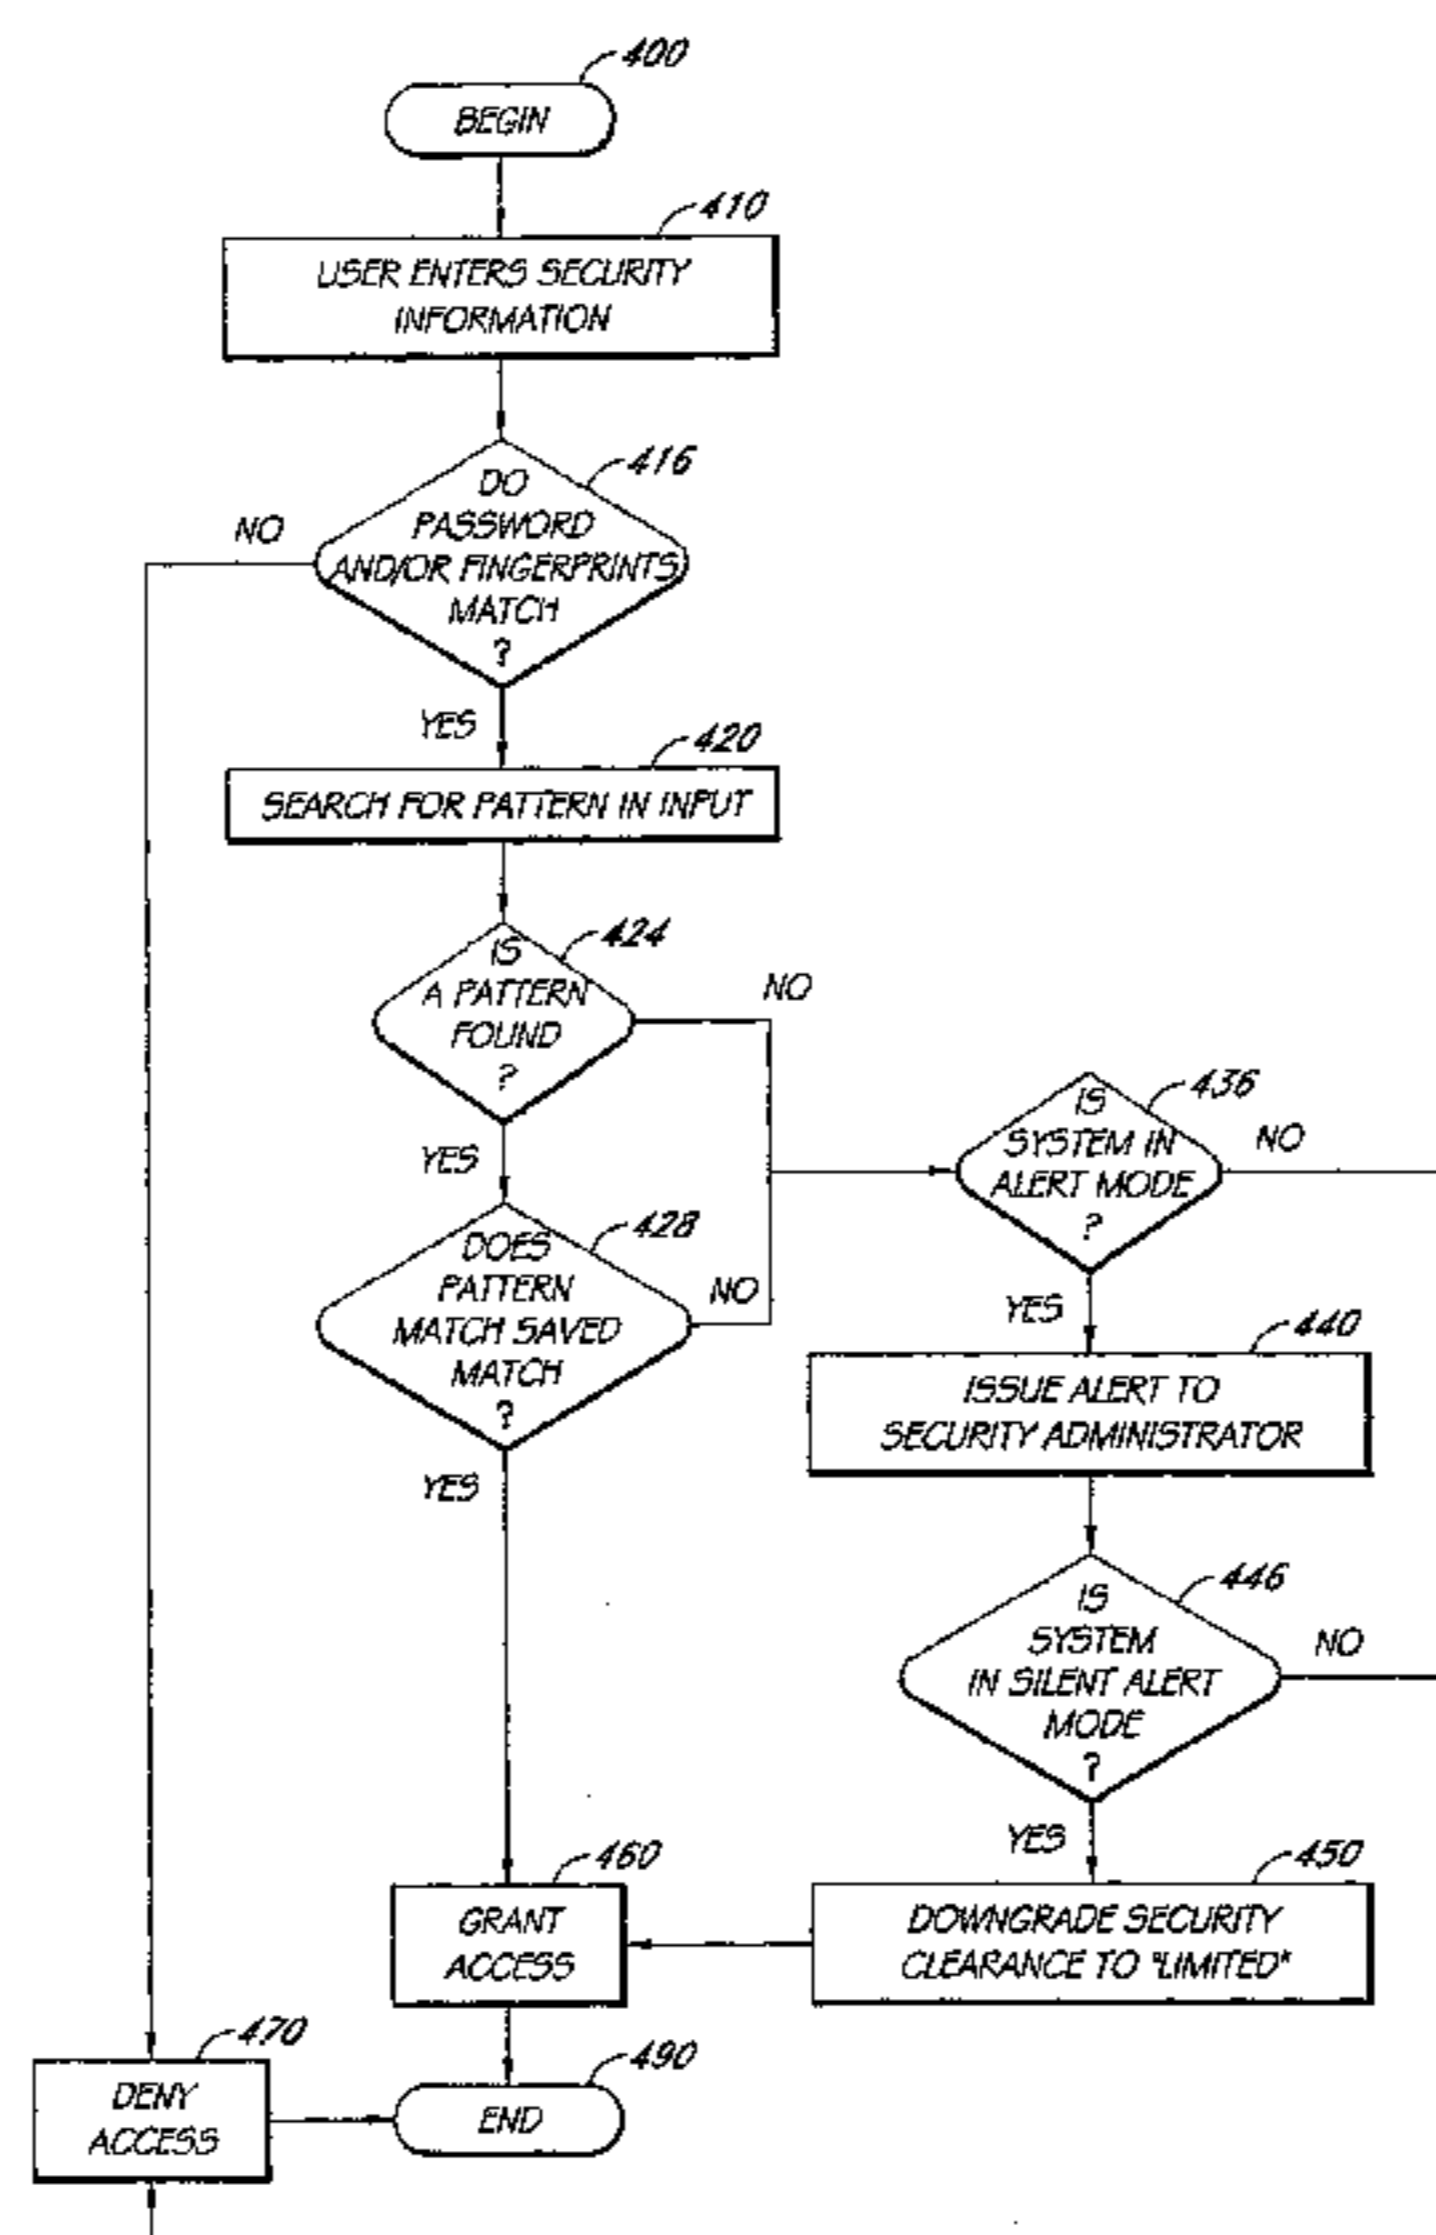 400
BEGIN
410
USER ENTERS SECURITY
INFORMATION
416
DO
PASSWORD
AND/OR FINGERPRINTS
MATCH
?
NO
YES
420
SEARCH FOR PATTERN IN INPUT
424
IS
A PATTERN
FOUND
?
NO
YES
428
DOES
PATTERN
MATCH SAVED
MATCH
?
NO
YES
436
IS
SYSTEM IN
ALERT MODE
?
NO
YES
440
ISSUE ALERT TO
SECURITY ADMINISTRATOR
446
IS
SYSTEM
IN SILENT ALERT
MODE
?
NO
YES
450
DOWNGRADE SECURITY
CLEARANCE TO "LIMITED"
460
GRANT
ACCESS
470
DENY
ACCESS
490
END